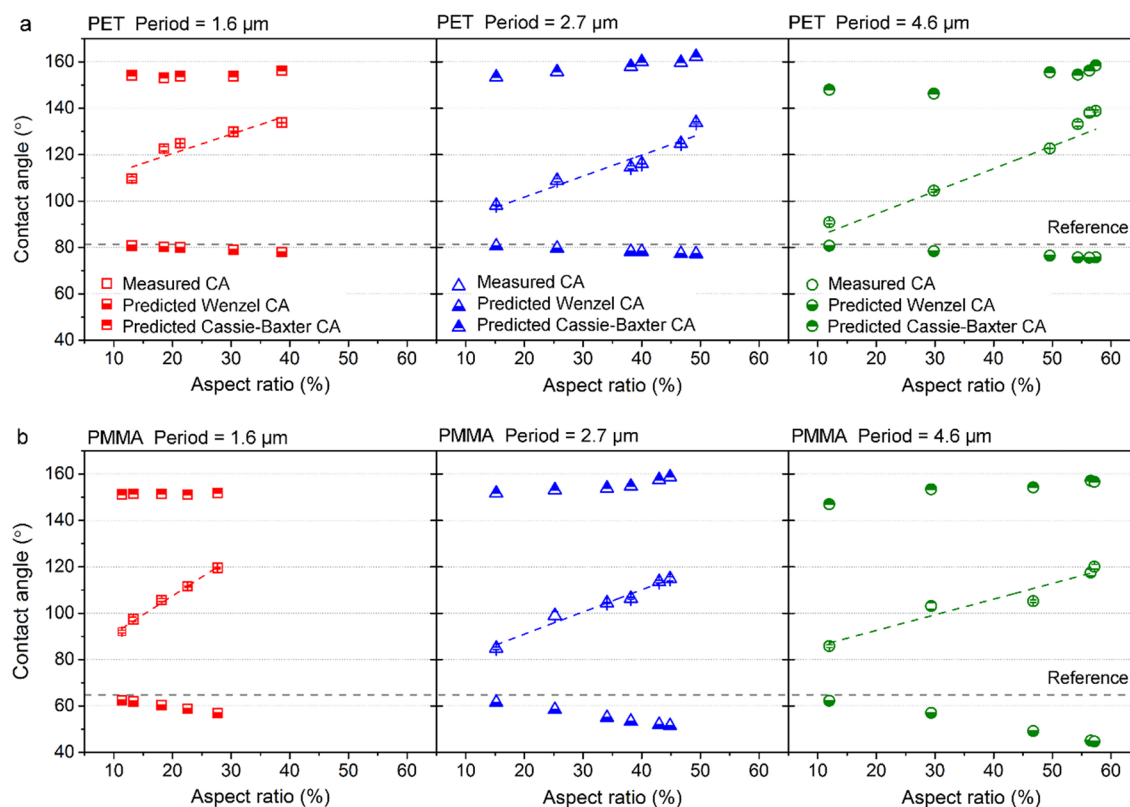 a
PET Period = 1.6 µm
PET Period = 2.7 µm
PET Period = 4.6 µm
Contact angle (°)
160
140
120
100
80
60
40
Reference
Measured CA
Predicted Wenzel CA
Predicted Cassie-Baxter CA
Measured CA
Predicted Wenzel CA
Predicted Cassie-Baxter CA
Measured CA
Predicted Wenzel CA
Predicted Cassie-Baxter CA
10 20 30 40 50 60
10 20 30 40 50 60
10 20 30 40 50 60
Aspect ratio (%)
Aspect ratio (%)
Aspect ratio (%)
b
PMMA Period = 1.6 µm
PMMA Period = 2.7 µm
PMMA Period = 4.6 µm
Contact angle (°)
160
140
120
100
80
60
40
Reference
10 20 30 40 50 60
10 20 30 40 50 60
10 20 30 40 50 60
Aspect ratio (%)
Aspect ratio (%)
Aspect ratio (%)